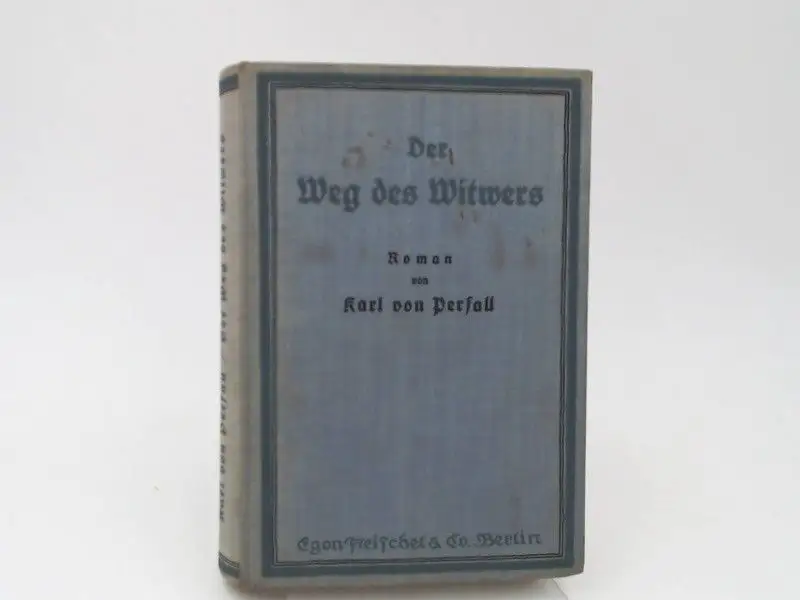 Der
Weg des Witwers
Roman
von
Karl von Perfall
Egon Fleischel & Co. Berlin
Karl von Perfall / Der Weg des Witwers